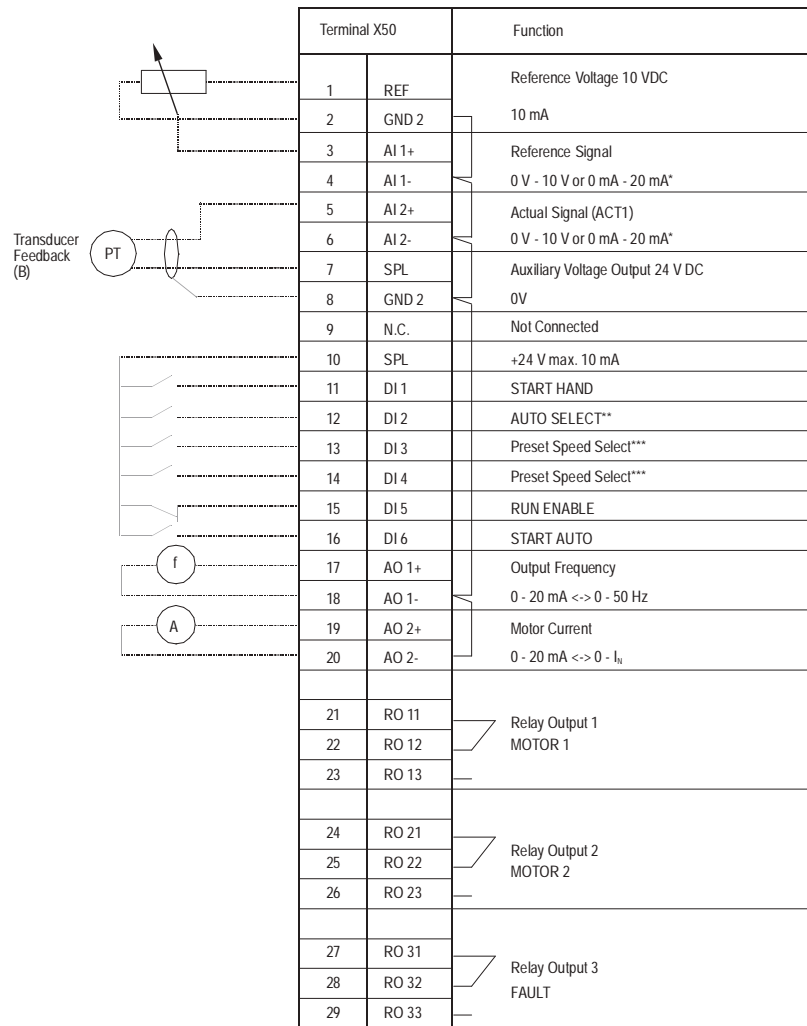 Terminal X50 Function
1 REF Reference Voltage 10 VDC
2 GND 2 10 mA
3 AI 1+ Reference Signal
4 AI 1- 0 V - 10 V or 0 mA - 20 mA*
5 AI 2+ Actual Signal (ACT1)
6 AI 2- 0 V - 10 V or 0 mA - 20 mA*
Transducer
Feedback
(B)
PT
7 SPL Auxiliary Voltage Output 24 V DC
8 GND 2 0V
9 N.C. Not Connected
10 SPL +24 V max. 10 mA
11 DI 1 START HAND
12 DI 2 AUTO SELECT**
13 DI 3 Preset Speed Select***
14 DI 4 Preset Speed Select***
15 DI 5 RUN ENABLE
16 DI 6 START AUTO
f 17 AO 1+ Output Frequency
18 AO 1- 0 - 20 mA <-> 0 - 50 Hz
A 19 AO 2+ Motor Current
20 AO 2- 0 - 20 mA <-> 0 - IN
21 RO 11 Relay Output 1
22 RO 12 MOTOR 1
23 RO 13
24 RO 21 Relay Output 2
25 RO 22 MOTOR 2
26 RO 23
27 RO 31 Relay Output 3
28 RO 32 FAULT
29 RO 33